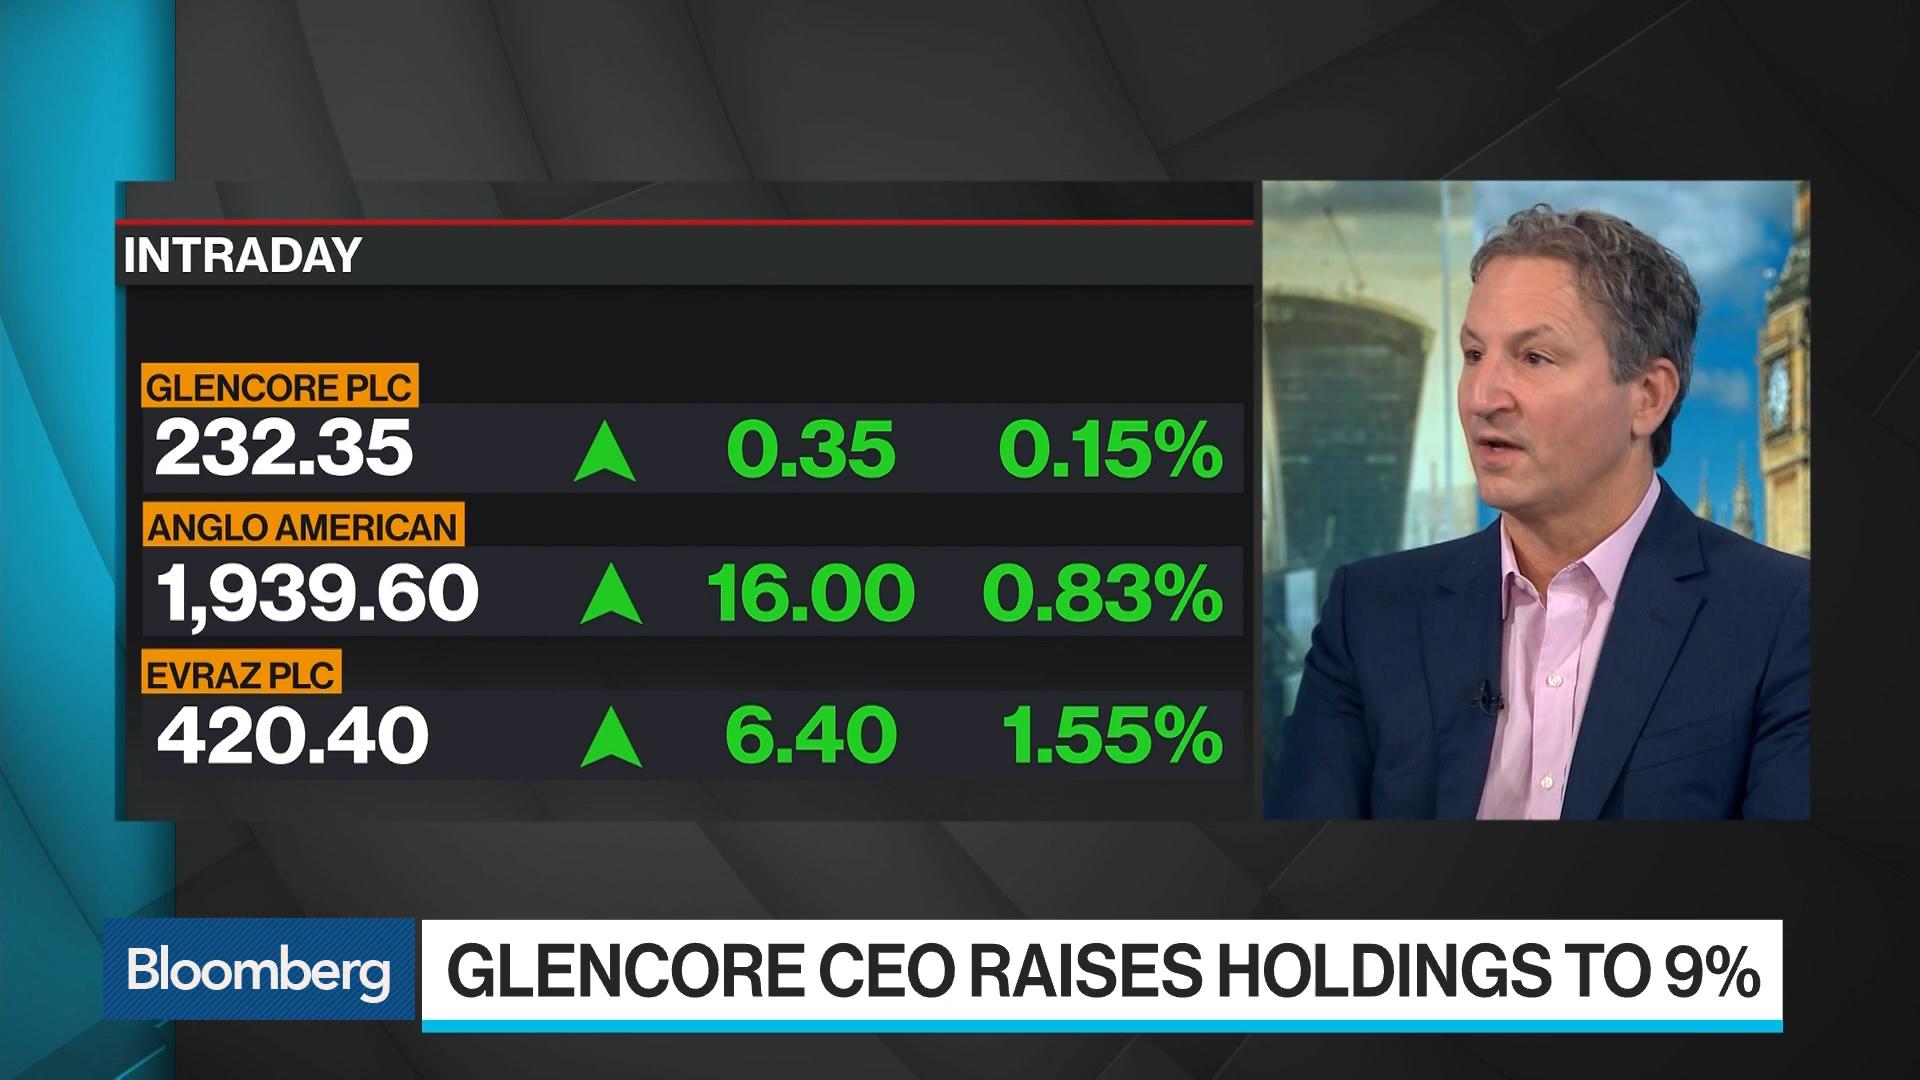 INTRADAY
GLENCORE PLC
232.35 ▲ 0.35 0.15%
ANGLO AMERICAN
1,939.60 ▲ 16.00 0.83%
EVRAZ PLC
420.40 ▲ 6.40 1.55%
Bloomberg
GLENCORE CEO RAISES HOLDINGS TO 9%